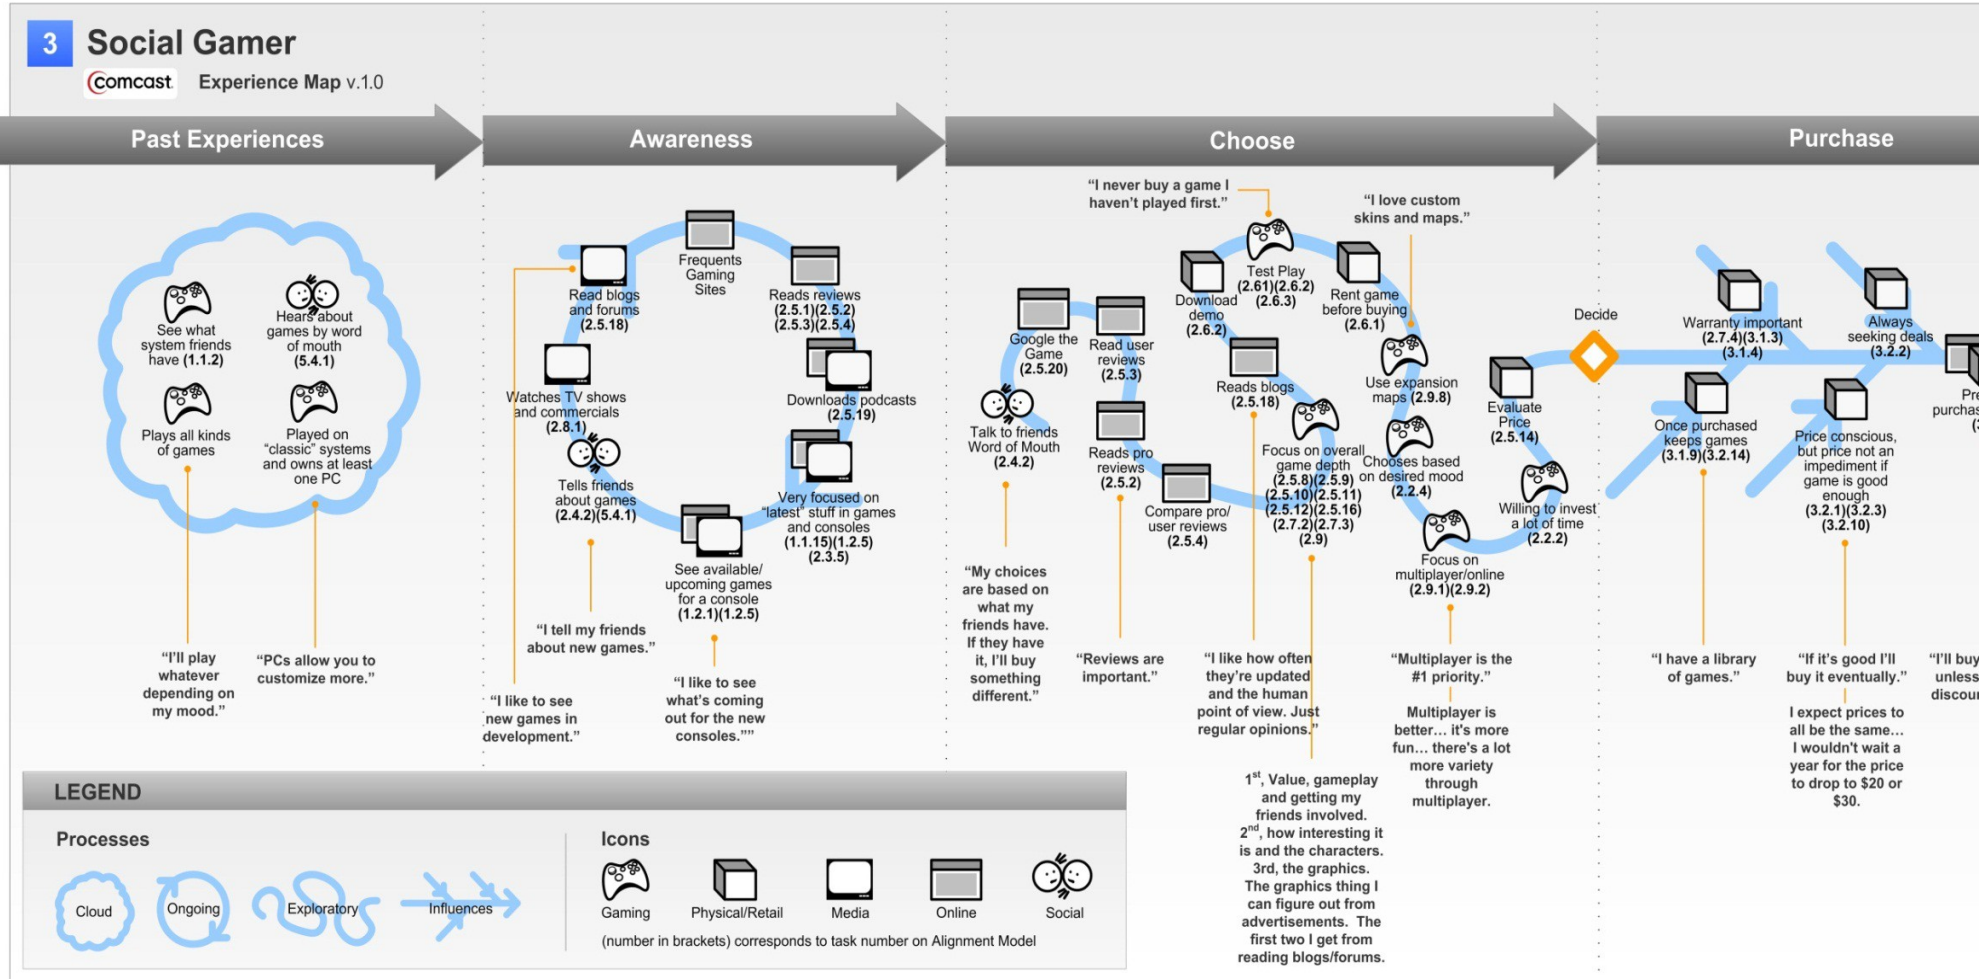 3 Social Gamer
comcast Experience Map v.1.0
Past Experiences
Awareness
Choose
Purchase
See what
system friends
have (1.1.2)
Hears about
games by word
of mouth
(5.4.1)
Plays all kinds
of games
Played on
“classic” systems
and owns at least
one PC
“I’ll play
whatever
depending on
my mood.”
“PCs allow you to
customize more.”
Frequents
Gaming
Sites
Read blogs
and forums
(2.5.18)
Reads reviews
(2.5.1)(2.5.2)
(2.5.3)(2.5.4)
Watches TV shows
and commercials
(2.8.1)
Downloads podcasts
(2.5.19)
Tells friends
about games
(2.4.2)(5.4.1)
Very focused on
“latest” stuff in games
and consoles
(1.1.15)(1.2.5)
(2.3.5)
See available/
upcoming games
for a console
(1.2.1)(1.2.5)
“I tell my friends
about new games.”
“I like to see
new games in
development.”
“I like to see
what’s coming
out for the new
consoles.””
“I never buy a game I
haven’t played first.”
“I love custom
skins and maps.”
Test Play
(2.61)(2.6.2)
(2.6.3)
Download
demo
(2.6.2)
Rent game
before buying
(2.6.1)
Google the
Game
(2.5.20)
Read user
reviews
(2.5.3)
Reads blogs
(2.5.18)
Use expansion
maps (2.9.8)
Talk to friends
Word of Mouth
(2.4.2)
Reads pro
reviews
(2.5.2)
Focus on overall
game depth
(2.5.8)(2.5.9)
(2.5.10)(2.5.11)
(2.5.12)(2.5.16)
(2.7.2)(2.7.3)
(2.9)
Chooses based
on desired mood
(2.2.4)
Evaluate
Price
(2.5.14)
Compare pro/
user reviews
(2.5.4)
Willing to invest
a lot of time
(2.2.2)
Focus on
multiplayer/online
(2.9.1)(2.9.2)
“My choices
are based on
what my
friends have.
If they have
it, I’ll buy
something
different.”
“Reviews are
important.”
“I like how often
they’re updated
and the human
point of view. Just
regular opinions.”
“Multiplayer is the
#1 priority.”
Multiplayer is
better… it's more
fun… there's a lot
more variety
through
multiplayer.
1st, Value, gameplay
and getting my
friends involved.
2nd, how interesting it
is and the characters.
3rd, the graphics.
The graphics thing I
can figure out from
advertisements. The
first two I get from
reading blogs/forums.
Decide
Warranty important
(2.7.4)(3.1.3)
(3.1.4)
Always
seeking deals
(3.2.2)
Once purchased
keeps games
(3.1.9)(3.2.14)
Price conscious,
but price not an
impediment if
game is good
enough
(3.2.1)(3.2.3)
(3.2.10)
Pre
purchas
(3
“I have a library
of games.”
“If it’s good I’ll
buy it eventually.”
I expect prices to
all be the same…
I wouldn't wait a
year for the price
to drop to $20 or
$30.
“I’ll buy
unless
discou
LEGEND
Processes
Cloud
Ongoing
Exploratory
Influences
Icons
Gaming
Physical/Retail
Media
Online
Social
(number in brackets) corresponds to task number on Alignment Model